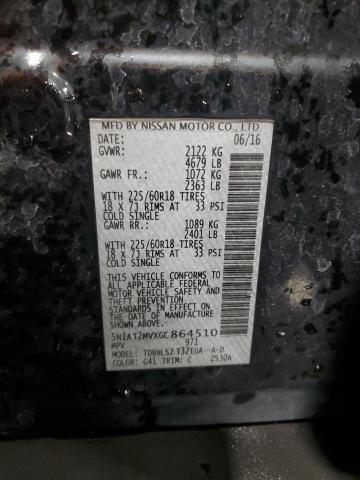 MFD BY NISSAN MOTOR CO., LTD.
DATE: 06/16
GVWR: 2122 KG
4679 LB
GAWR FR.: 1072 KG
2363 LB
WITH 225/60R18 TIRES
18 X 7J RIMS AT 33 PSI
COLD SINGLE
GAWR RR.: 1089 KG
2401 LB
WITH 225/60R18 TIRES
18 X 7J RIMS AT 33 PSI
COLD SINGLE
THIS VEHICLE CONFORMS TO
ALL APPLICABLE FEDERAL
MOTOR VEHICLE SAFETY,
BUMPER, AND THEFT PREVENTION
STANDARDS IN EFFECT ON
THE DATE OF MANUFACTURE
SHOWN ABOVE
5N1AT2MVXGC864510
MPV 971
MODEL:
COLOR: G41 TRIM: C